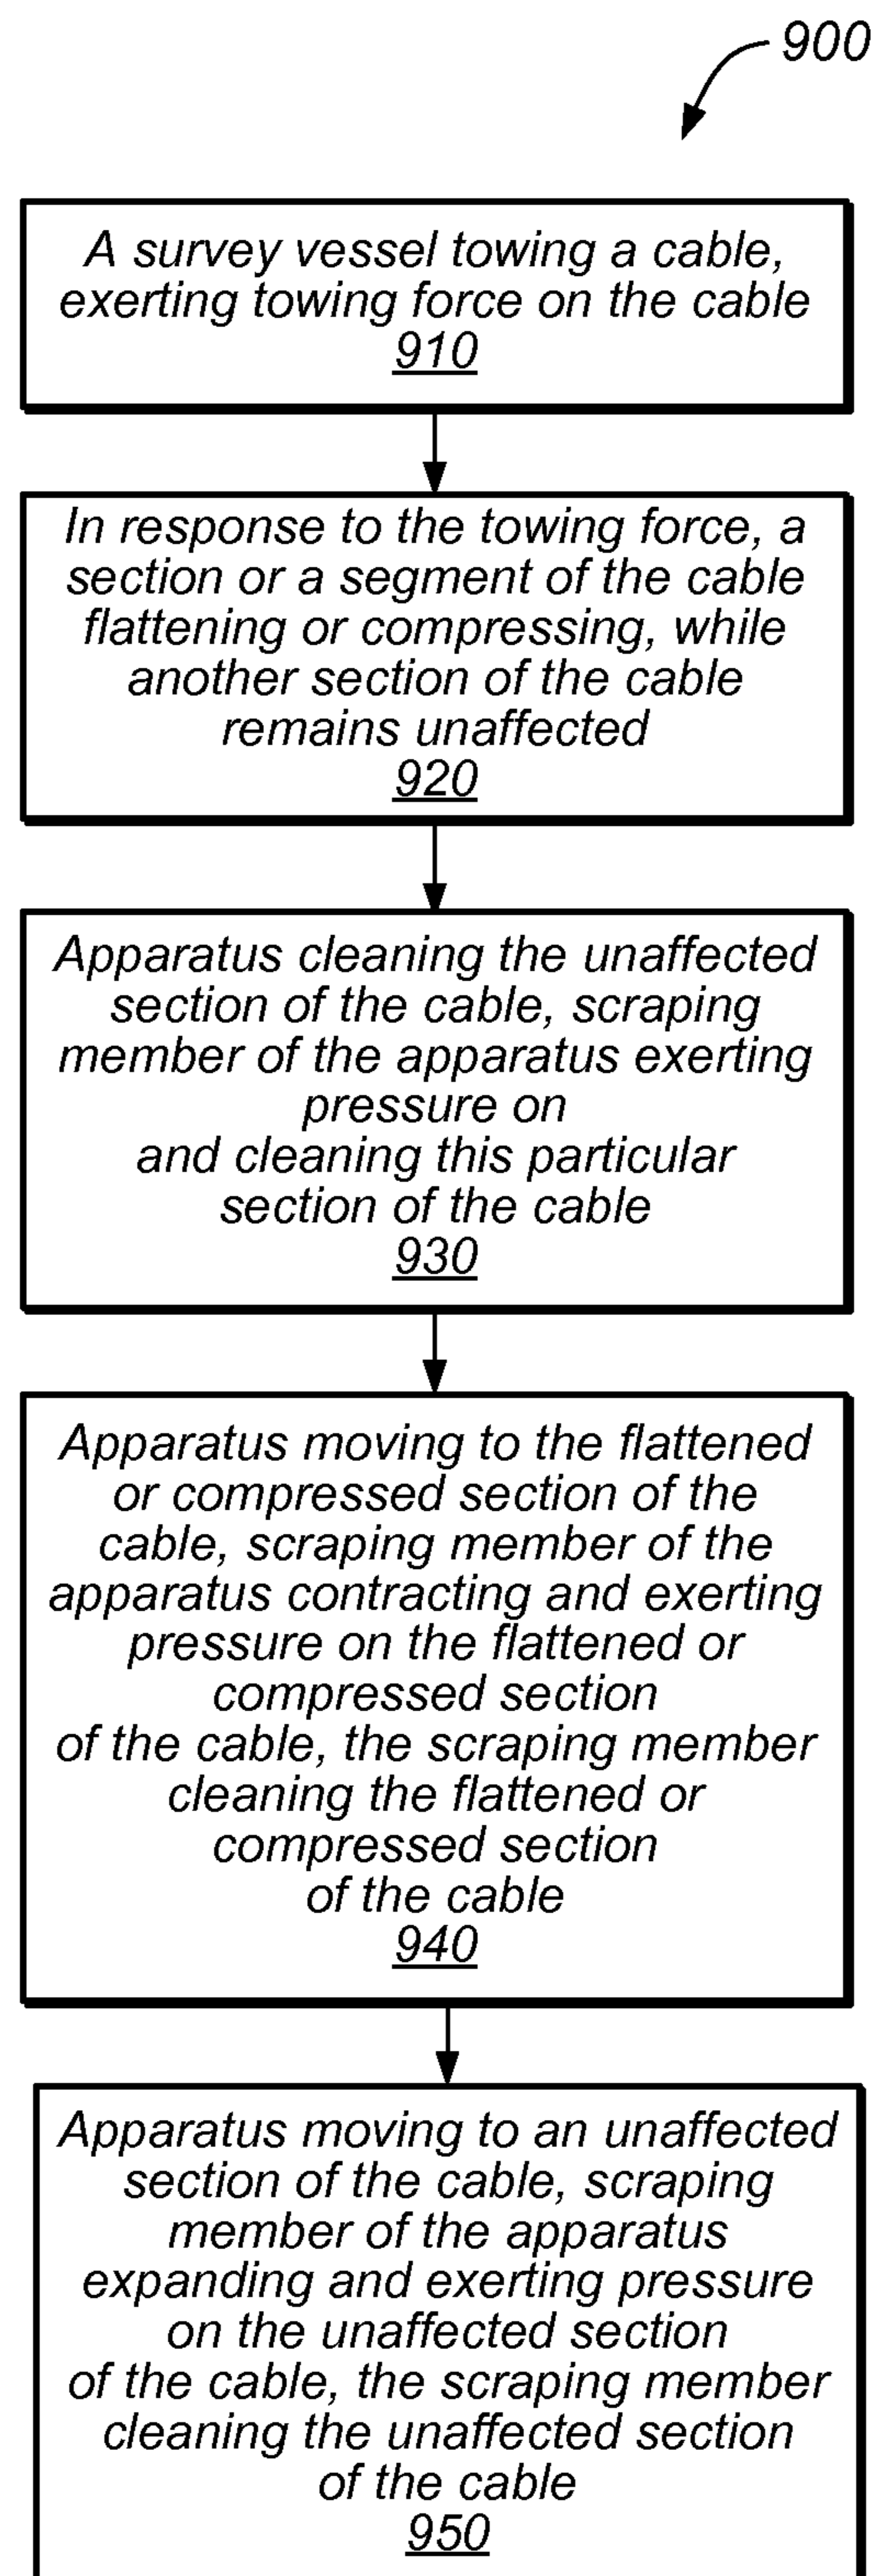 900
A survey vessel towing a cable,
exerting towing force on the cable
910
In response to the towing force, a
section or a segment of the cable
flattening or compressing, while
another section of the cable
remains unaffected
920
Apparatus cleaning the unaffected
section of the cable, scraping
member of the apparatus exerting
pressure on
and cleaning this particular
section of the cable
930
Apparatus moving to the flattened
or compressed section of the
cable, scraping member of the
apparatus contracting and exerting
pressure on the flattened or
compressed section
of the cable, the scraping member
cleaning the flattened or
compressed section
of the cable
940
Apparatus moving to an unaffected
section of the cable, scraping
member of the apparatus
expanding and exerting pressure
on the unaffected section
of the cable, the scraping member
cleaning the unaffected section
of the cable
950